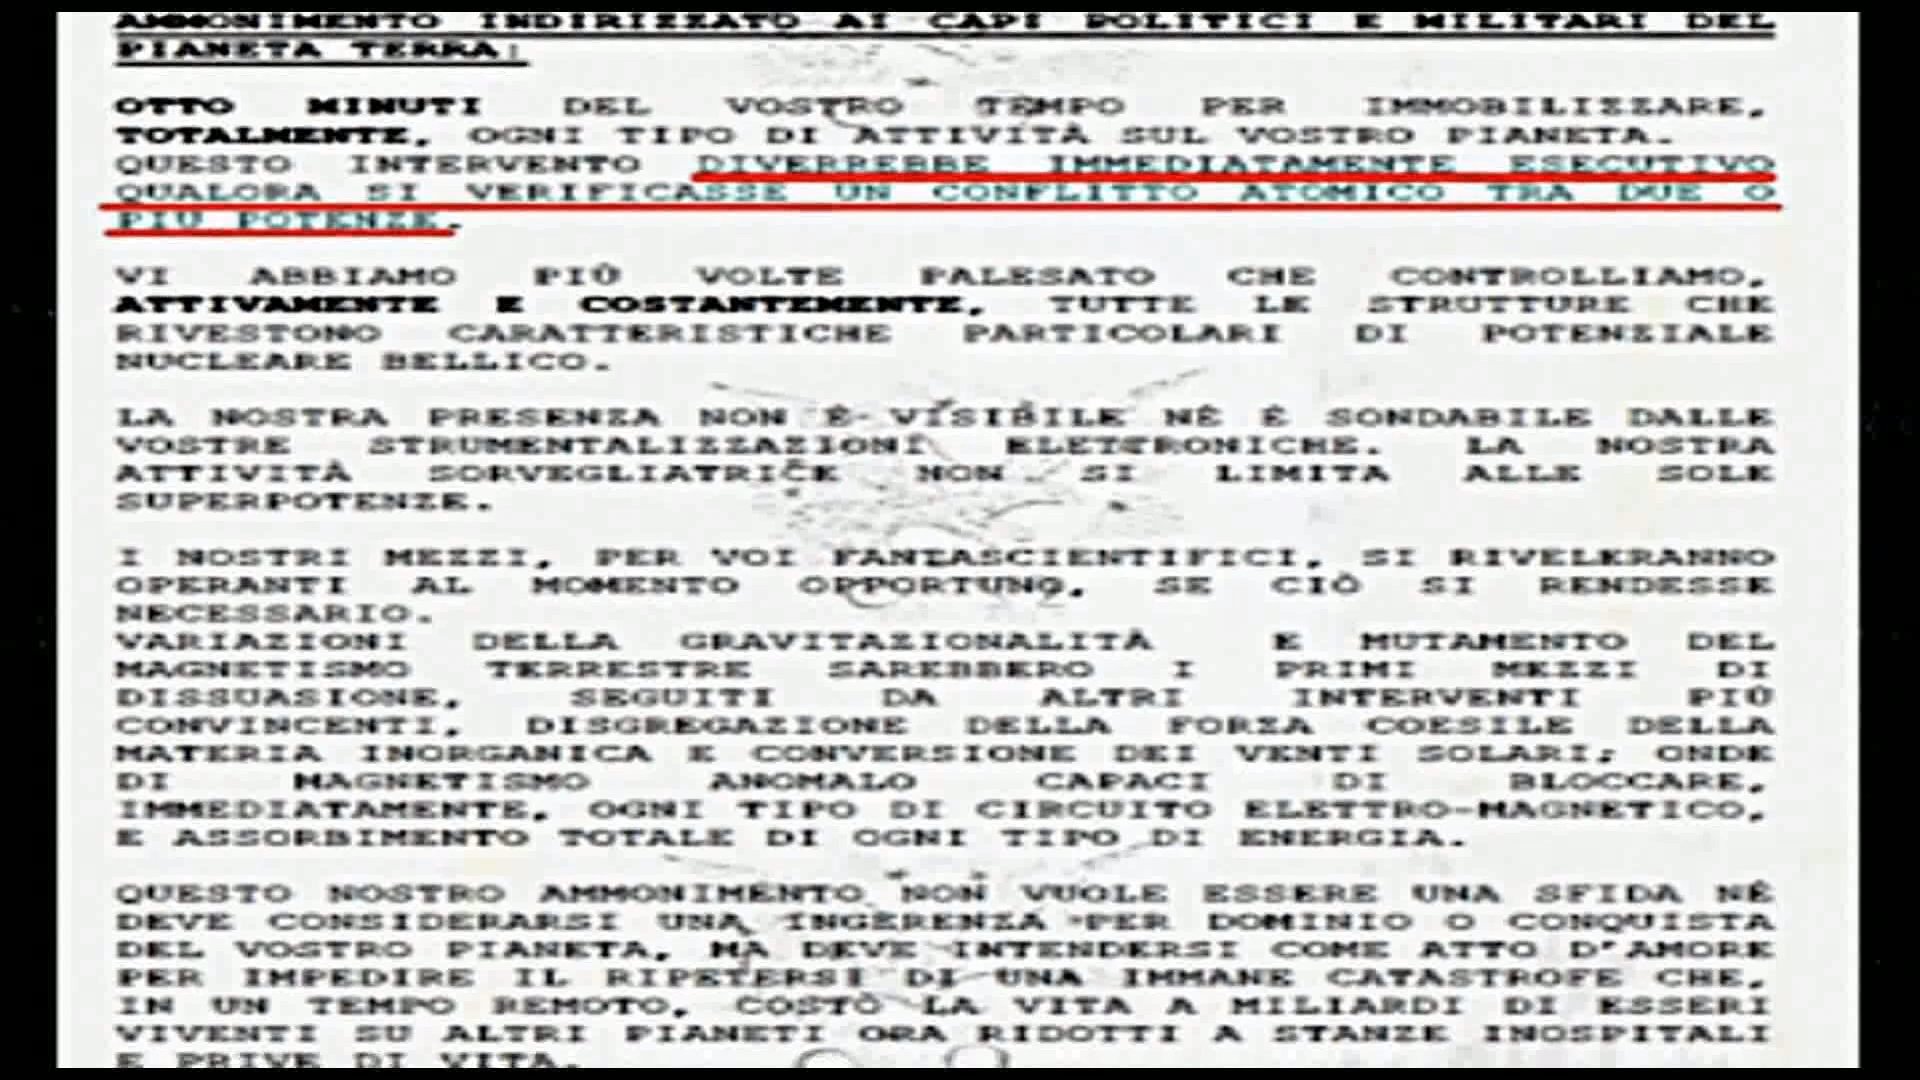 AMMONIMENTO INDIRIZZATO AI CAPI POLITICI E MILITARI DEL
PIANETA TERRA:
OTTO MINUTI DEL VOSTRO TEMPO PER IMMOBILIZZARE,
TOTALMENTE, OGNI TIPO DI ATTIVITÀ SUL VOSTRO PIANETA.
QUESTO INTERVENTO DIVERREBBE IMMEDIATAMENTE ESECUTIVO
QUALORA SI VERIFICASSE UN CONFLITTO ATOMICO TRA DUE O
PIÙ POTENZE.
VI ABBIAMO PIÙ VOLTE PALESATO CHE CONTROLLIAMO,
ATTIVAMENTE E COSTANTEMENTE, TUTTE LE STRUTTURE CHE
RIVESTONO CARATTERISTICHE PARTICOLARI DI POTENZIALE
NUCLEARE BELLICO.
LA NOSTRA PRESENZA NON È VISIBILE NÈ È SONDABILE DALLE
VOSTRE STRUMENTALIZZAZIONI ELETTRONICHE. LA NOSTRA
ATTIVITÀ SORVEGLIATRICE NON SI LIMITA ALLE SOLE
SUPERPOTENZE.
I NOSTRI MEZZI, PER VOI FANTASCIENTIFICI, SI RIVELERANNO
OPERANTI AL MOMENTO OPPORTUNO, SE CIÒ SI RENDESSE
NECESSARIO.
VARIAZIONI DELLA GRAVITAZIONALITÀ E MUTAMENTO DEL
MAGNETISMO TERRESTRE SAREBBERO I PRIMI MEZZI DI
DISSUASIONE, SEGUITI DA ALTRI INTERVENTI PIÙ
CONVINCENTI, DISGREGAZIONE DELLA FORZA COESILE DELLA
MATERIA INORGANICA E CONVERSIONE DEI VENTI SOLARI; ONDE
DI MAGNETISMO ANOMALO CAPACI DI BLOCCARE,
IMMEDIATAMENTE, OGNI TIPO DI CIRCUITO ELETTRO-MAGNETICO,
E ASSORBIMENTO TOTALE DI OGNI TIPO DI ENERGIA.
QUESTO NOSTRO AMMONIMENTO NON VUOLE ESSERE UNA SFIDA NÈ
DEVE CONSIDERARSI UNA INGERENZA PER DOMINIO O CONQUISTA
DEL VOSTRO PIANETA, MA DEVE INTENDERSI COME ATTO D'AMORE
PER IMPEDIRE IL RIPETERSI DI UNA IMMANE CATASTROFE CHE,
IN UN TEMPO REMOTO, COSTÒ LA VITA A MILIARDI DI ESSERI
VIVENTI SU ALTRI PIANETI ORA RIDOTTI A STANZE INOSPITALI
E PRIVE DI VITA.